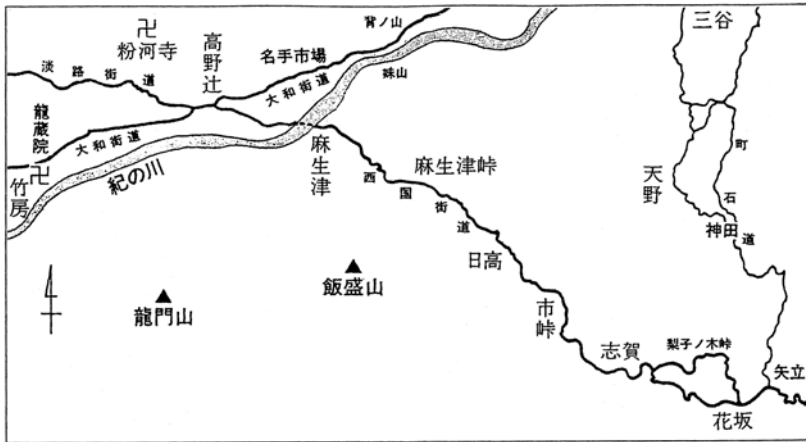 卍
粉河寺
淡路街道
高野辻
名手市場
背ノ山
妹山
大和街道
龍蔵院
大和街道
卍
竹房
紀の川
麻生津
麻生津峠
西国街道
日高
市峠
志賀
梨子ノ木峠
花坂
矢立
三谷
町石道
天野
神田
飯盛山
龍門山